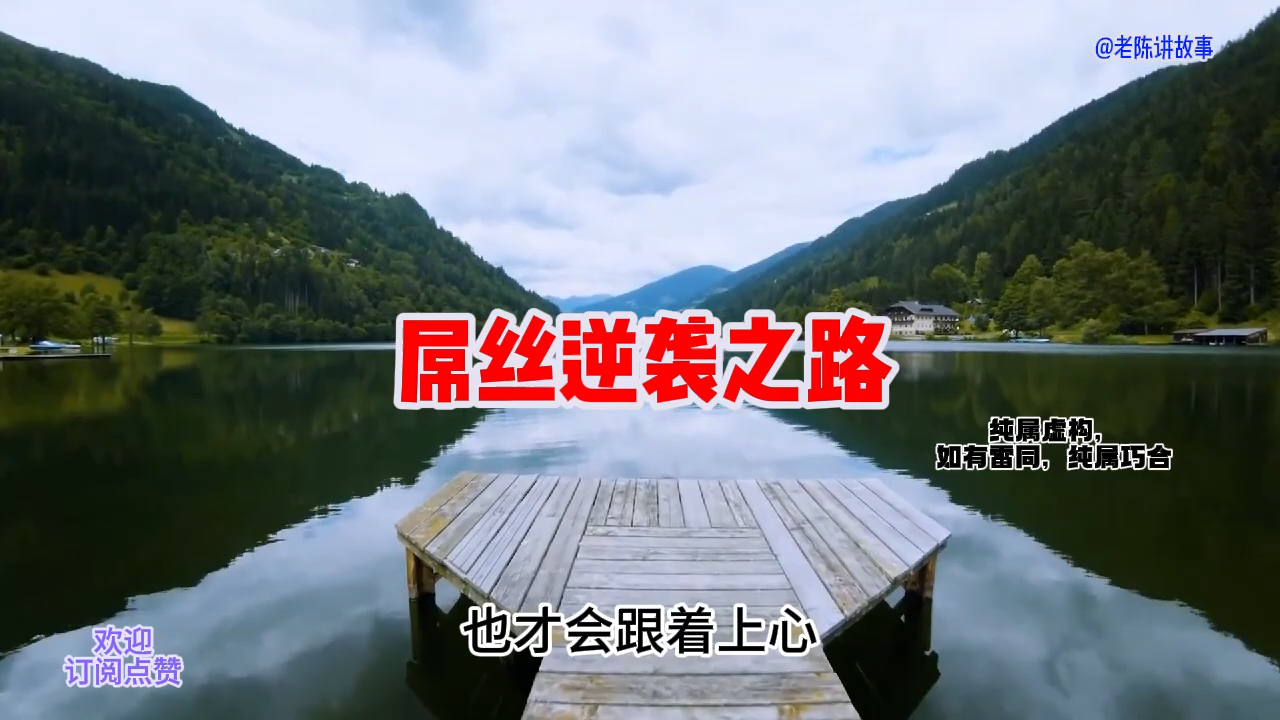 @老陈讲故事
屌丝逆袭之路
纯属虚构，
如有雷同，纯属巧合
也才会跟着上心
欢迎
订阅点赞